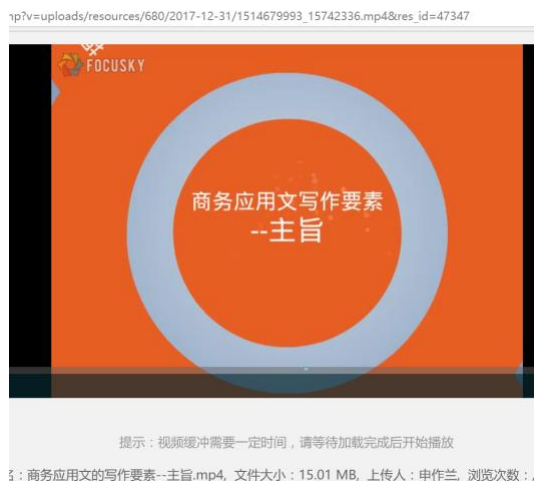 np?v=uploads/resources/680/2017-12-31/1514679993_15742336.mp4&res_id=47347
FOCUSKY
商务应用文写作要素
--主旨
提示：视频缓冲需要一定时间，请等待加载完成后开始播放
：商务应用文的写作要素--主旨.mp4, 文件大小：15.01 MB, 上传人：申作兰, 浏览次数：